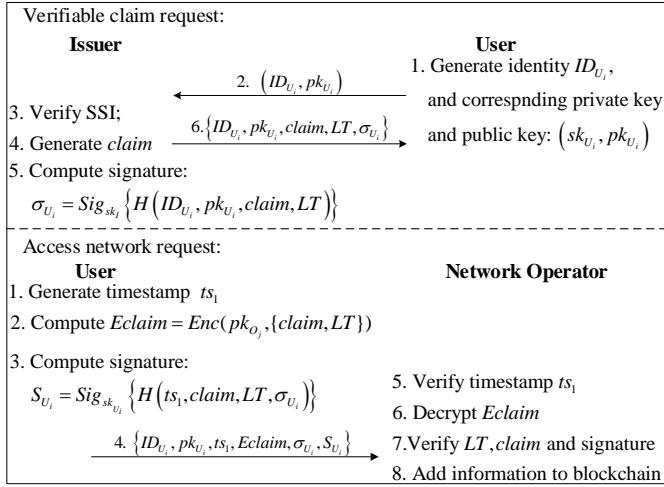 Verifiable claim request:
Issuer
User
1. Generate identity ID_{U_i},
and correspnding private key
and public key: (sk_{U_i}, pk_{U_i})
2. (ID_{U_i}, pk_{U_i})
3. Verify SSI;
4. Generate claim
5. Compute signature:
σ_{U_i} = Sig_{sk_I} {H(ID_{U_i}, pk_{U_i}, claim, LT)}
6. {ID_{U_i}, pk_{U_i}, claim, LT, σ_{U_i}}
Access network request:
User
Network Operator
1. Generate timestamp ts_1
2. Compute Eclaim = Enc(pk_{O_j}, {claim, LT})
3. Compute signature:
S_{U_i} = Sig_{sk_{U_i}} {H(ts_1, claim, LT, σ_{U_i})}
4. {ID_{U_i}, pk_{U_i}, ts_1, Eclaim, σ_{U_i}, S_{U_i}}
5. Verify timestamp ts_1
6. Decrypt Eclaim
7.Verify LT, claim and signature
8. Add information to blockchain